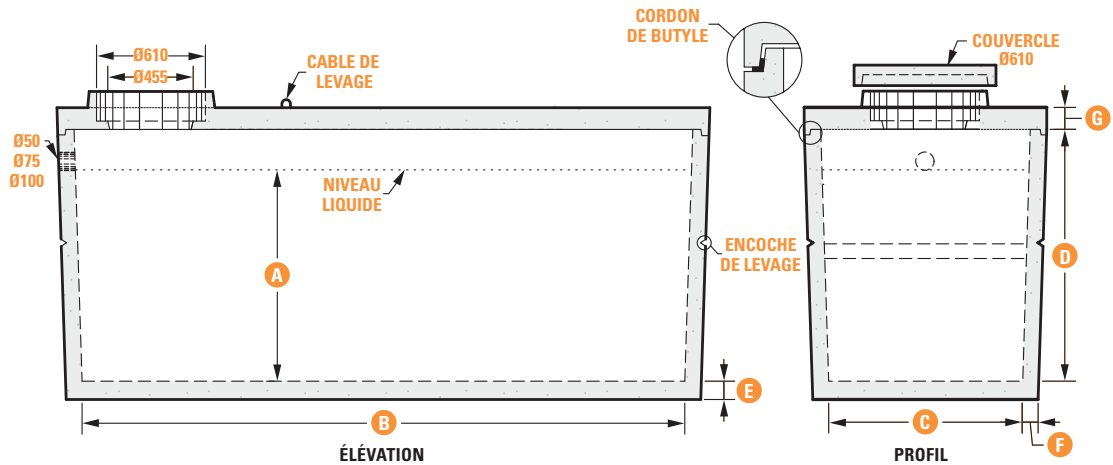 CORDON
DE BUTYLE
COUVERCLE
Ø610
Ø610
Ø455
CABLE DE
LEVAGE
G
Ø50
Ø75
Ø100
NIVEAU
LIQUIDE
ENCOCHE
DE LEVAGE
A
D
E
B
C
F
ÉLÉVATION
PROFIL